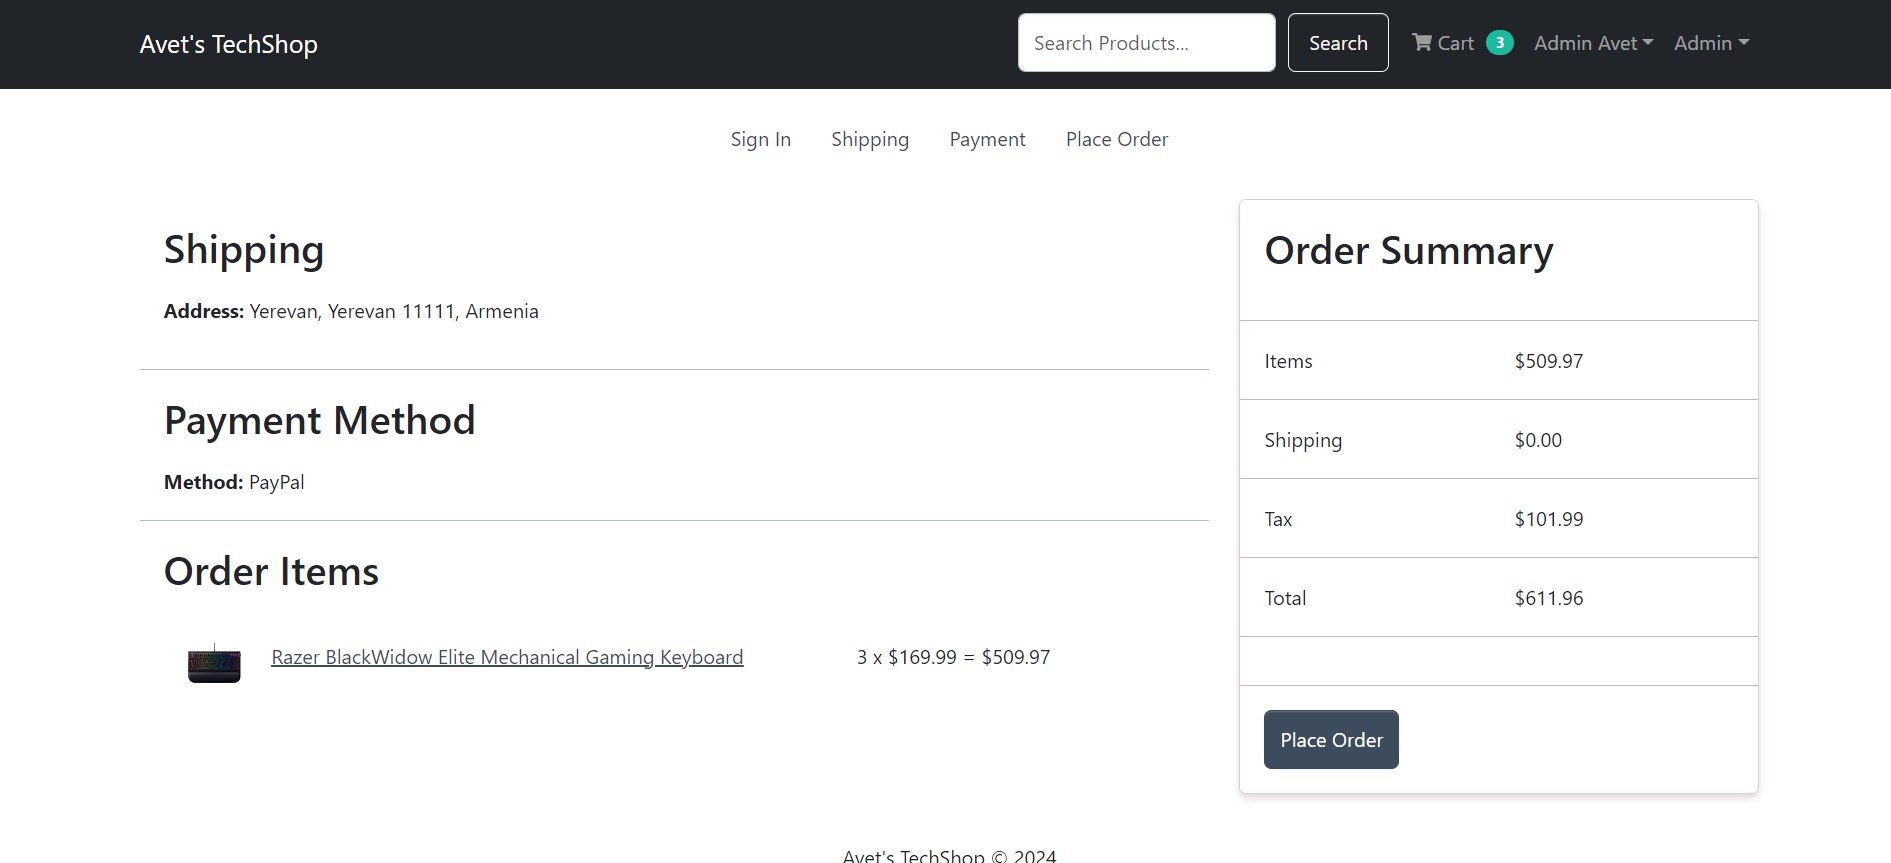 Avet's TechShop
Search Products...
Search
Cart 3
Admin Avet
Admin
Sign In
Shipping
Payment
Place Order
Shipping
Address: Yerevan, Yerevan 11111, Armenia
Payment Method
Method: PayPal
Order Items
Razer BlackWidow Elite Mechanical Gaming Keyboard
3 x $169.99 = $509.97
Order Summary
Items $509.97
Shipping $0.00
Tax $101.99
Total $611.96
Place Order
Avet's TechShop © 2024